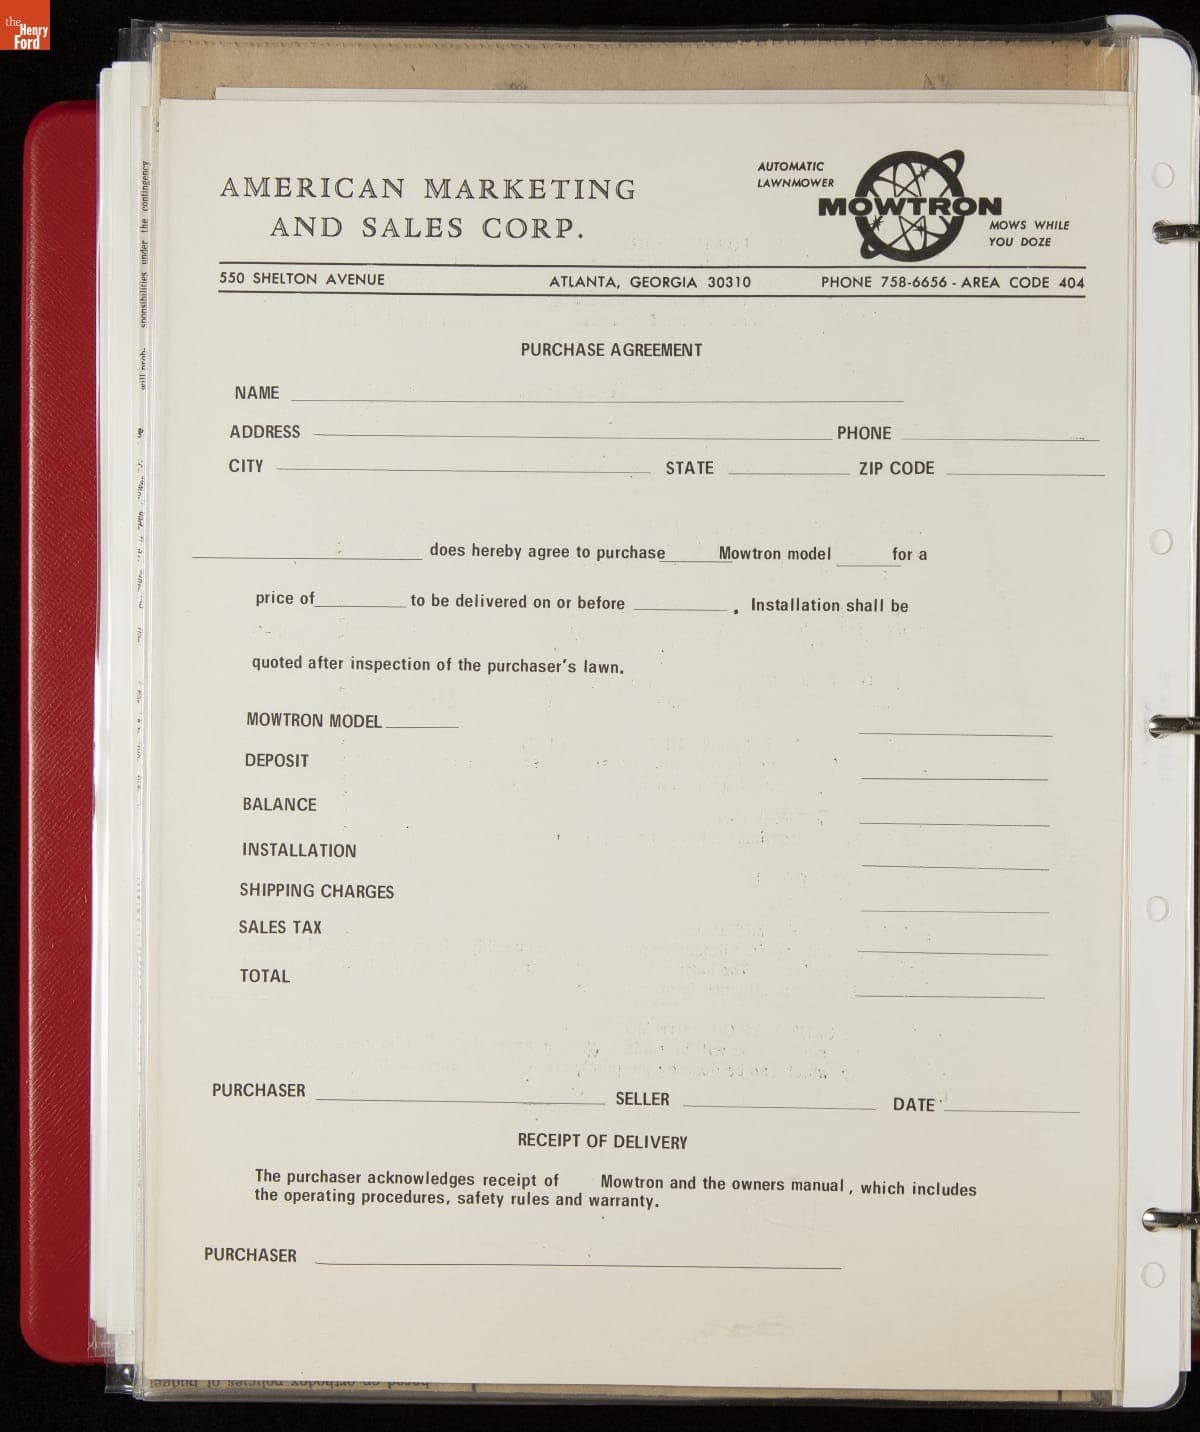 the
Henry
Ford
AMERICAN MARKETING
AND SALES CORP.
AUTOMATIC
LAWNMOWER
MOWTRON
MOWS WHILE
YOU DOZE
550 SHELTON AVENUE ATLANTA, GEORGIA 30310 PHONE 758-6656 - AREA CODE 404
PURCHASE AGREEMENT
NAME
ADDRESS PHONE
CITY STATE ZIP CODE
does hereby agree to purchase Mowtron model for a
price of to be delivered on or before . Installation shall be
quoted after inspection of the purchaser's lawn.
MOWTRON MODEL
DEPOSIT
BALANCE
INSTALLATION
SHIPPING CHARGES
SALES TAX
TOTAL
PURCHASER SELLER DATE
RECEIPT OF DELIVERY
The purchaser acknowledges receipt of Mowtron and the owners manual, which includes
the operating procedures, safety rules and warranty.
PURCHASER
sponsibilities under the contingency